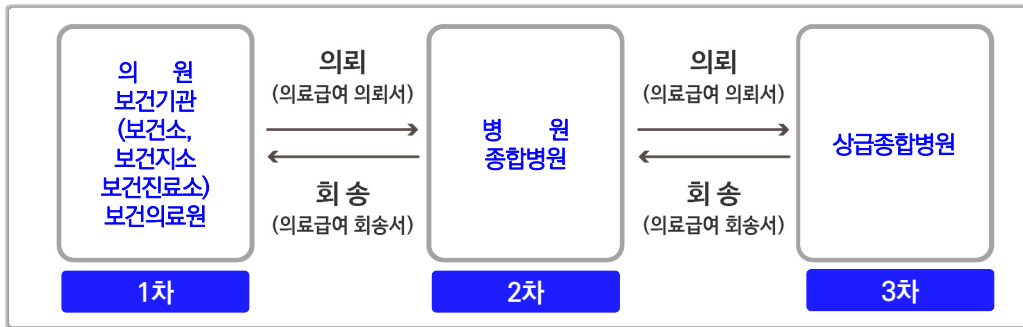 의 원
보건기관
(보건소,
보건지소
보건진료소)
보건의료원
1차
의뢰
(의료급여 의뢰서)
회 송
(의료급여 회송서)
병 원
종합병원
2차
의뢰
(의료급여 의뢰서)
회 송
(의료급여 회송서)
상급종합병원
3차